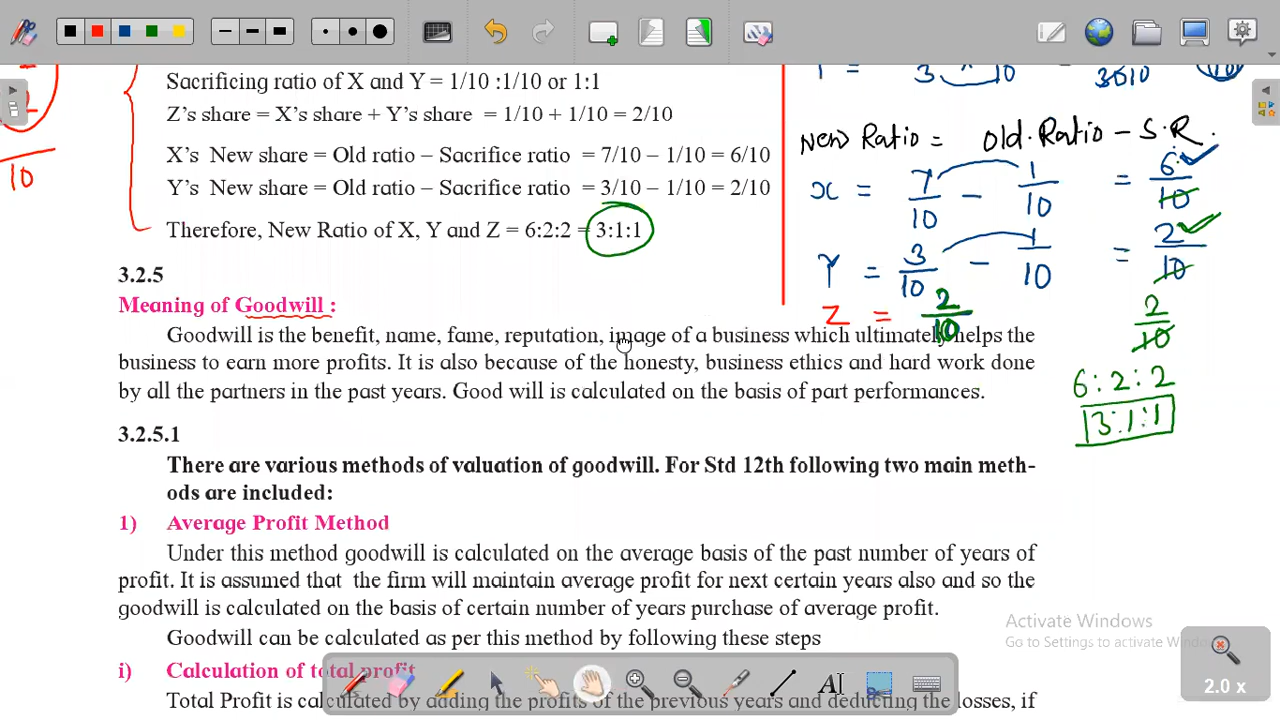 Sacrificing ratio of X and Y = 1/10 :1/10 or 1:1
Z's share = X's share + Y's share = 1/10 + 1/10 = 2/10
X's New share = Old ratio – Sacrifice ratio = 7/10 – 1/10 = 6/10
Y's New share = Old ratio – Sacrifice ratio = 3/10 – 1/10 = 2/10
Therefore, New Ratio of X, Y and Z = 6:2:2 = 3:1:1
10
3.2.5
Meaning of Goodwill :
Goodwill is the benefit, name, fame, reputation, image of a business which ultimately helps the
business to earn more profits. It is also because of the honesty, business ethics and hard work done
by all the partners in the past years. Good will is calculated on the basis of part performances.
3.2.5.1
There are various methods of valuation of goodwill. For Std 12th following two main meth-
ods are included:
1) Average Profit Method
Under this method goodwill is calculated on the average basis of the past number of years of
profit. It is assumed that the firm will maintain average profit for next certain years also and so the
goodwill is calculated on the basis of certain number of years purchase of average profit.
Goodwill can be calculated as per this method by following these steps
i) Calculation of total profit
Total Profit is calculated by adding the profits of the previous years and deducting the losses, if
New Ratio = Old. Ratio – S.R.
x = 7/10 – 1/10 = 6/10
Y = 3/10 – 1/10 = 2/10
Z = 2/10
2/10
6:2:2
3:1:1
Activate Windows
Go to Settings to activate Win
2.0 x